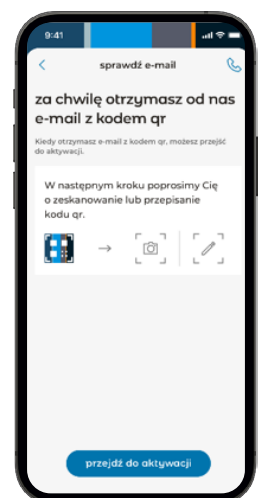 9:41
sprawdź e-mail
za chwilę otrzymasz od nas
e-mail z kodem qr
Kiedy otrzymasz e-mail z kodem qr, możesz przejść
do aktywacji.
W następnym kroku poprosimy Cię
o zeskanowanie lub przepisanie
kodu qr.
przejdź do aktywacji